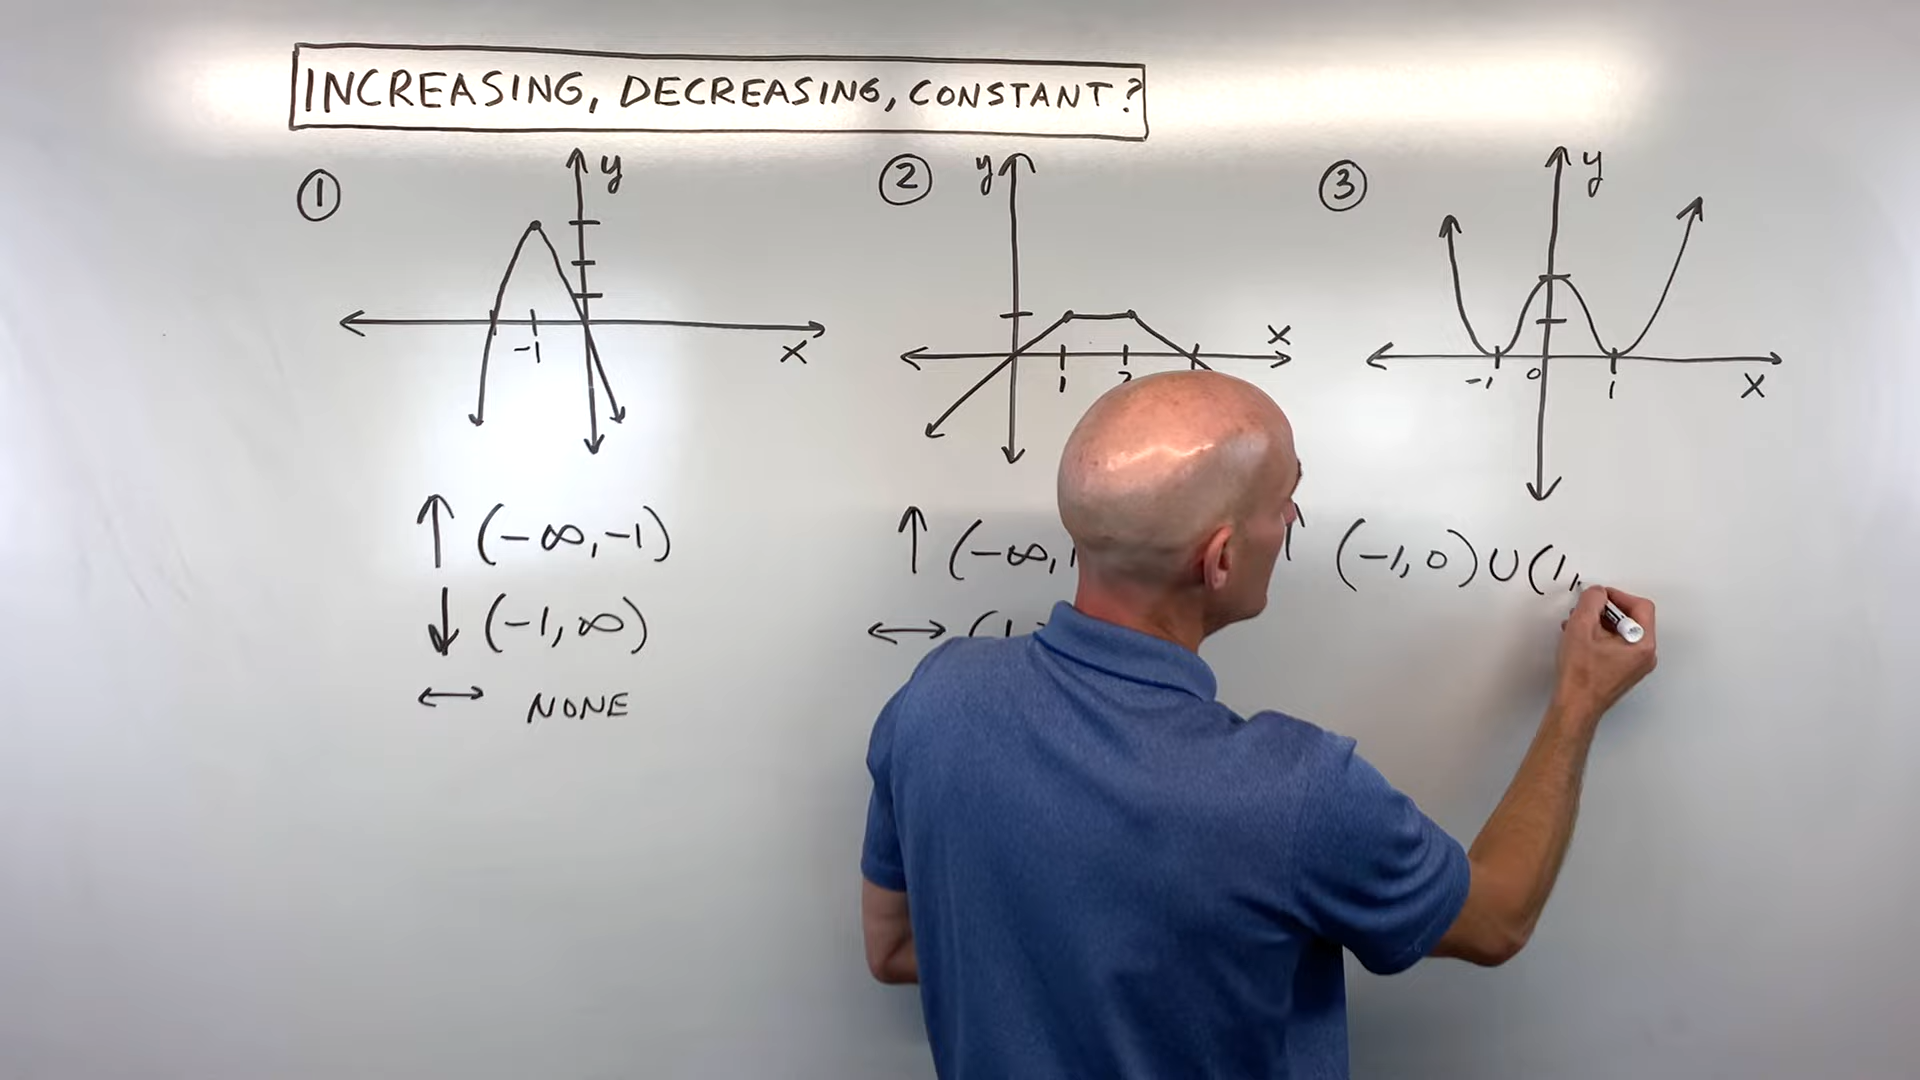 INCREASING, DECREASING, CONSTANT?
① y
-1 x
↑ (-∞,-1)
↓ (-1,∞)
↔ NONE
② y
x
1 2
↑ (-∞,1
↔ (1,
③ y
-1 0 1 x
↑ (-1,0)∪(1,